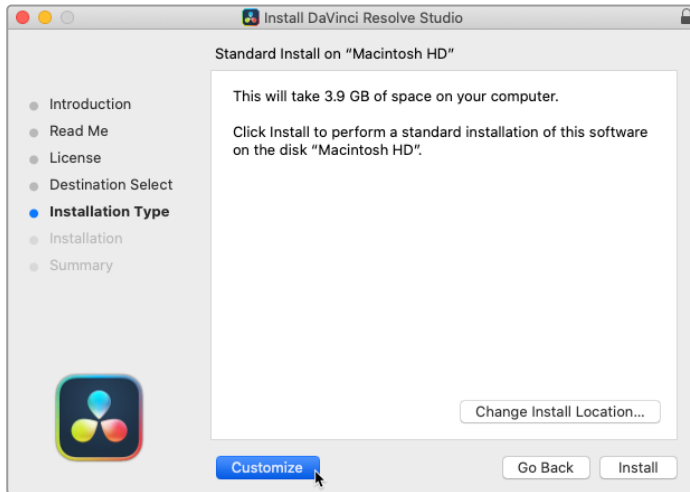 Install DaVinci Resolve Studio
Standard Install on “Macintosh HD”
Introduction
Read Me
License
Destination Select
Installation Type
Installation
Summary
This will take 3.9 GB of space on your computer.
Click Install to perform a standard installation of this software
on the disk “Macintosh HD”.
Change Install Location...
Customize
Go Back
Install